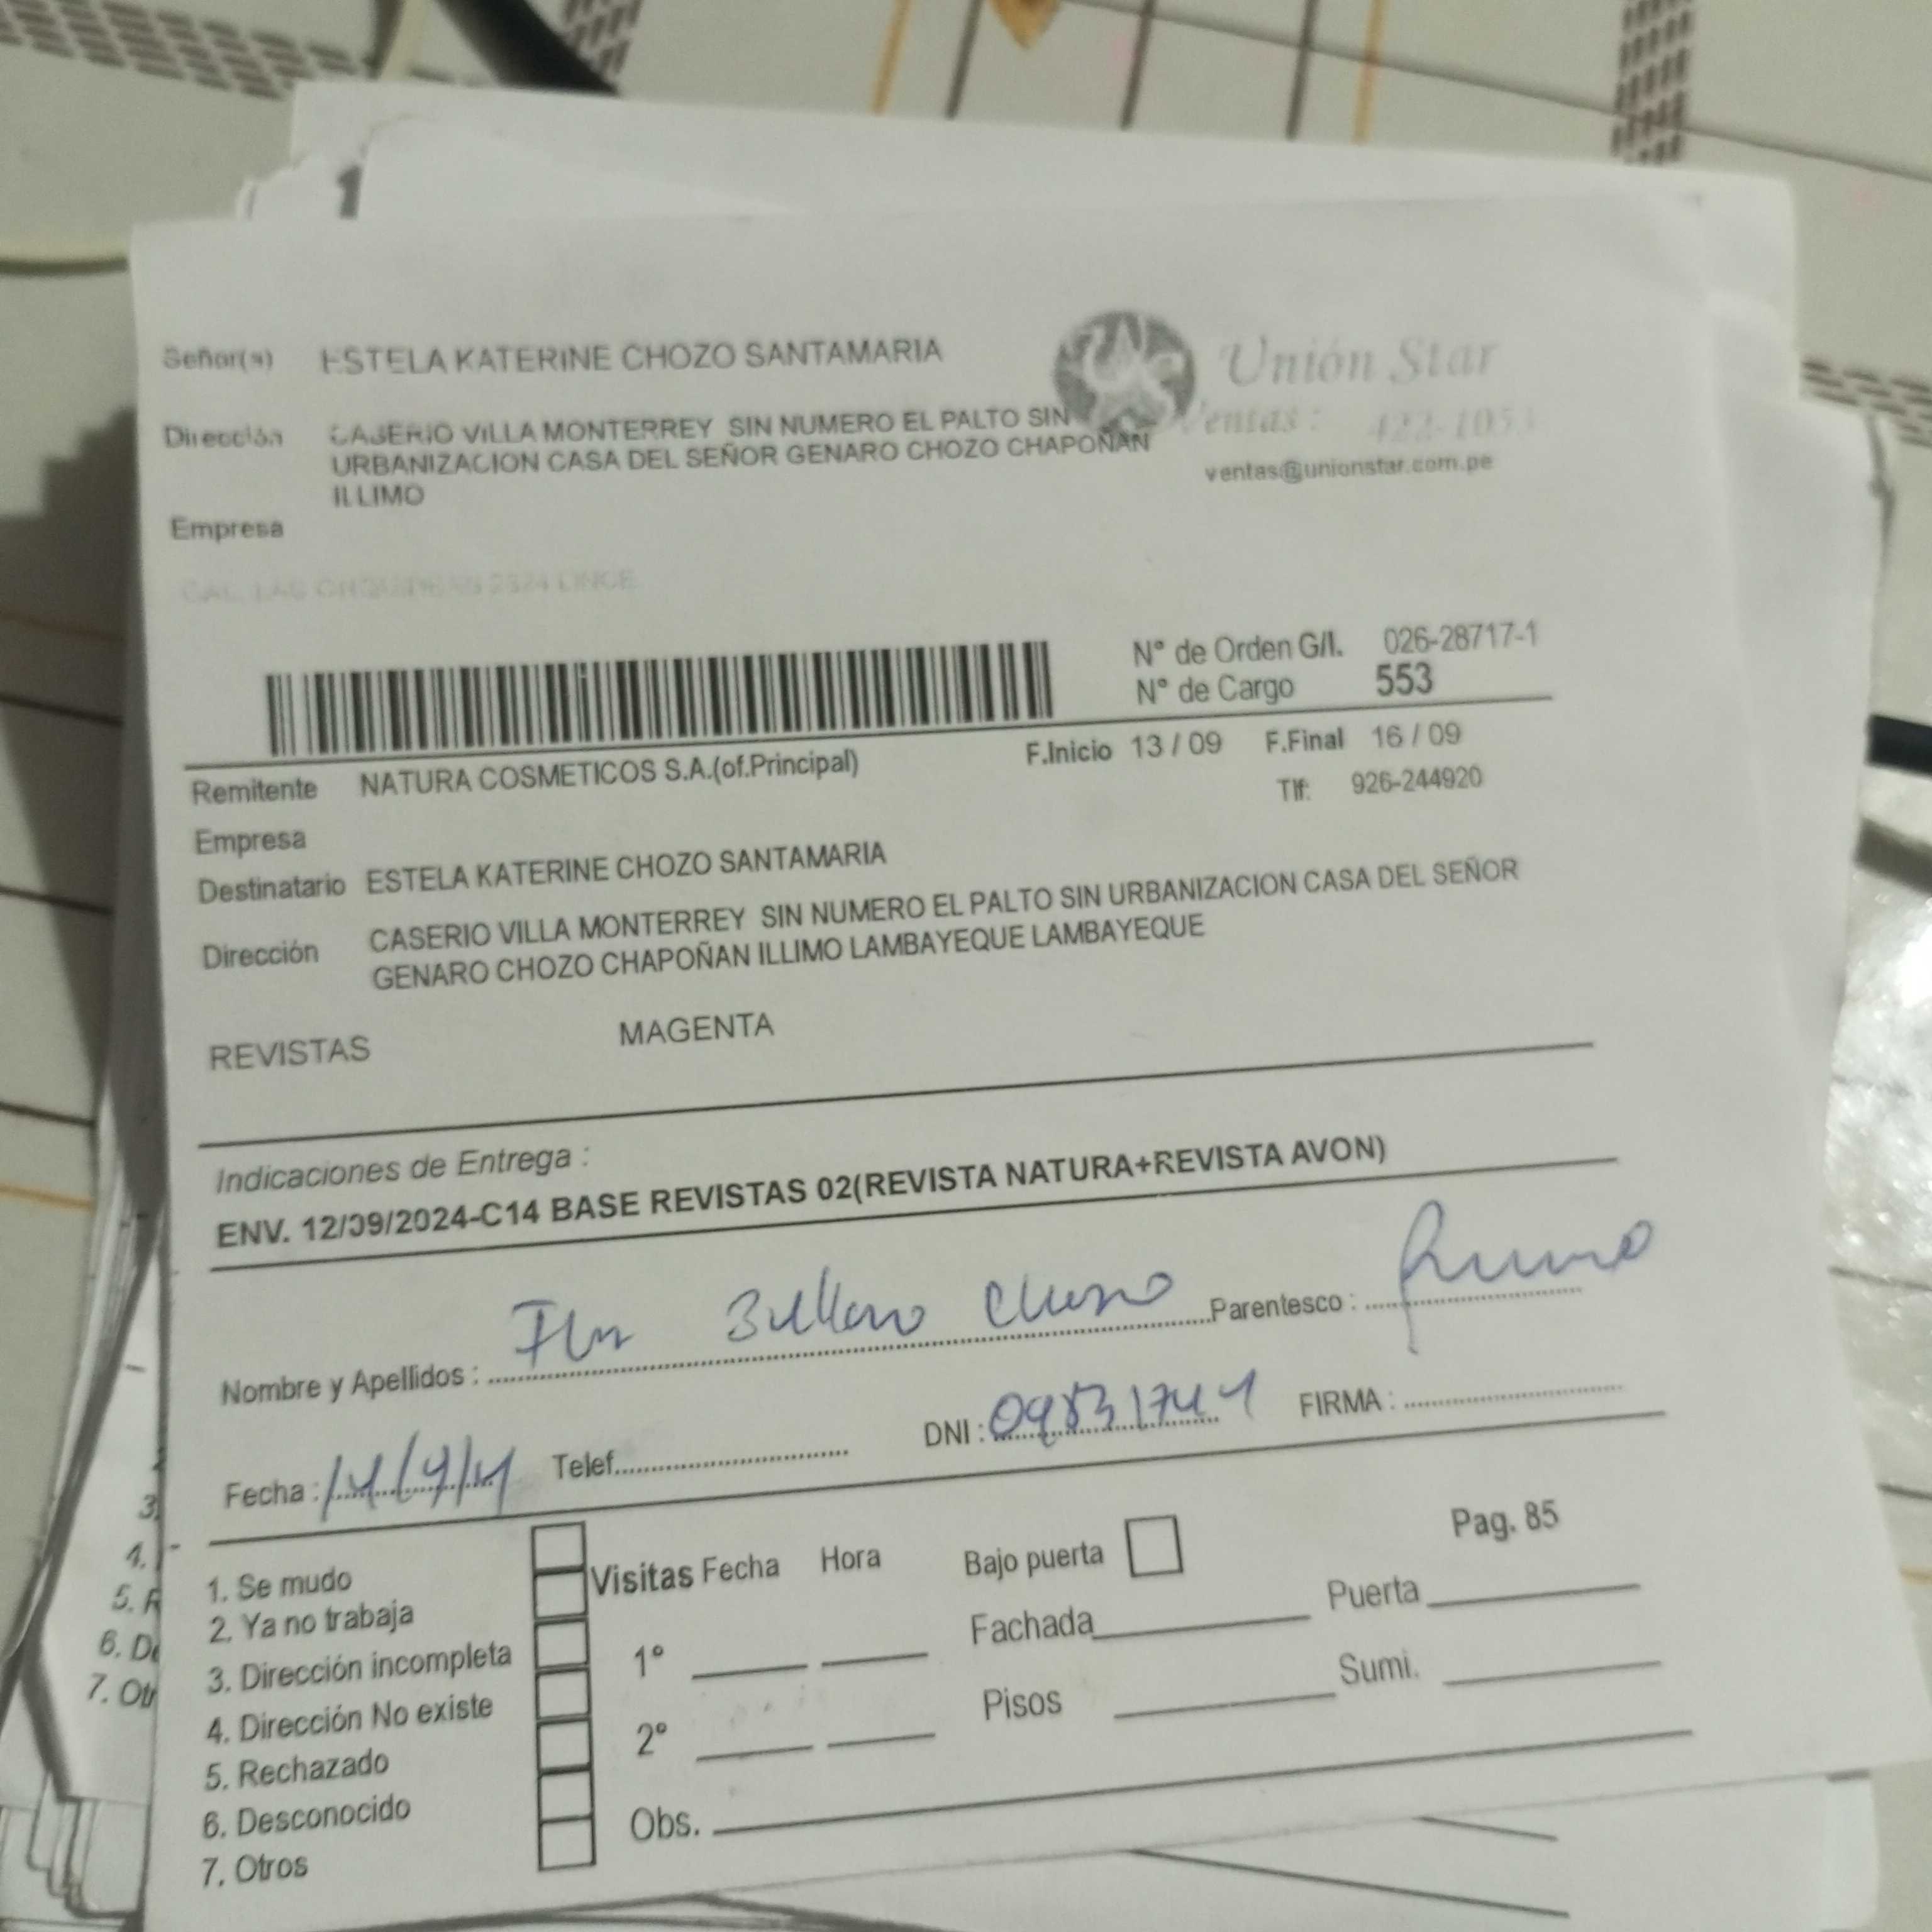 Señor(s) ESTELA KATERINE CHOZO SANTAMARIA
Unión Star
Dirección CASERIO VILLA MONTERREY SIN NUMERO EL PALTO SIN
Ventas: 422-1053
URBANIZACION CASA DEL SEÑOR GENARO CHOZO CHAPOÑAN
ventas@unionstar.com.pe
ILLIMO
Empresa
N° de Orden G/I. 026-28717-1
N° de Cargo 553
Remitente NATURA COSMETICOS S.A.(of.Principal) F.Inicio 13 / 09 F.Final 16 / 09
Tlf: 926-244920
Empresa
Destinatario ESTELA KATERINE CHOZO SANTAMARIA
Dirección CASERIO VILLA MONTERREY SIN NUMERO EL PALTO SIN URBANIZACION CASA DEL SEÑOR
GENARO CHOZO CHAPOÑAN ILLIMO LAMBAYEQUE LAMBAYEQUE
REVISTAS MAGENTA
Indicaciones de Entrega :
ENV. 12/09/2024-C14 BASE REVISTAS 02(REVISTA NATURA+REVISTA AVON)
Nombre y Apellidos : Parentesco :
Fecha : Telef. DNI : FIRMA :
1. Se mudo
2. Ya no trabaja
3. Dirección incompleta
4. Dirección No existe
5. Rechazado
6. Desconocido
7. Otros
Visitas Fecha Hora
1°
2°
Obs.
Bajo puerta
Pag. 85
Fachada Puerta
Pisos Sumi.